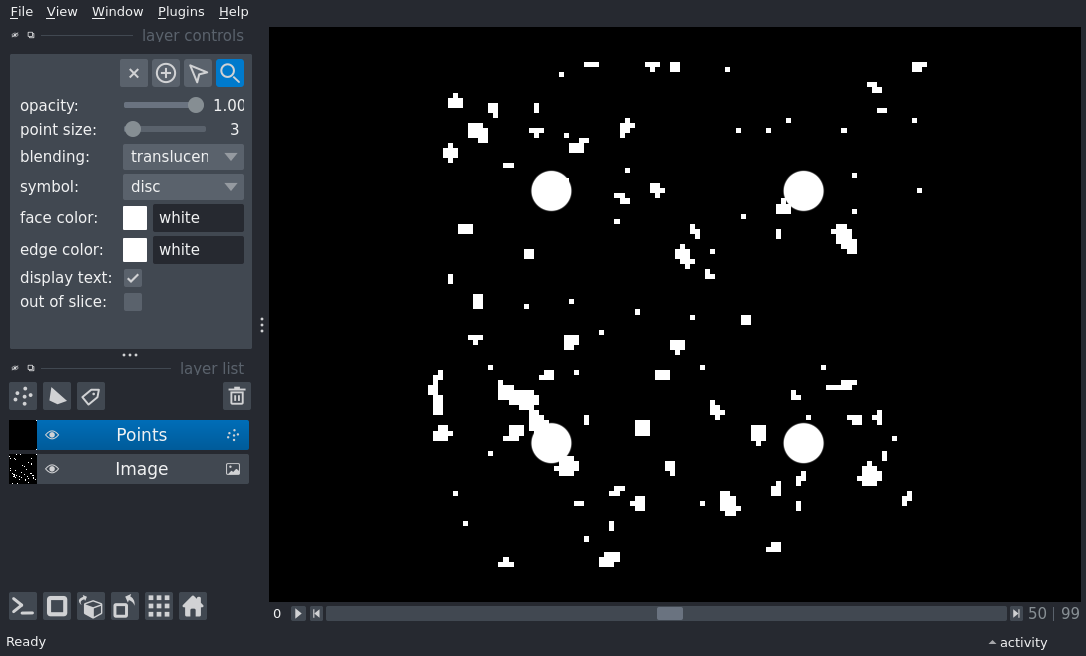 File View Window Plugins Help
layer controls
opacity: 1.00
point size: 3
blending: translucen
symbol: disc
face color: white
edge color: white
display text:
out of slice:
layer list
Points
Image
0 50 | 99
Ready activity